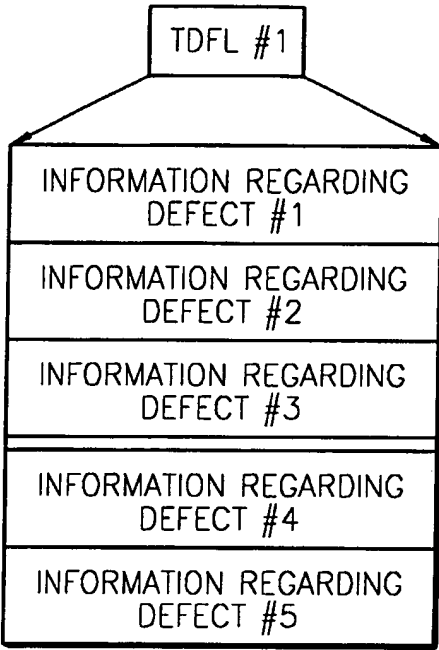 TDFL #1
INFORMATION REGARDING
DEFECT #1
INFORMATION REGARDING
DEFECT #2
INFORMATION REGARDING
DEFECT #3
INFORMATION REGARDING
DEFECT #4
INFORMATION REGARDING
DEFECT #5